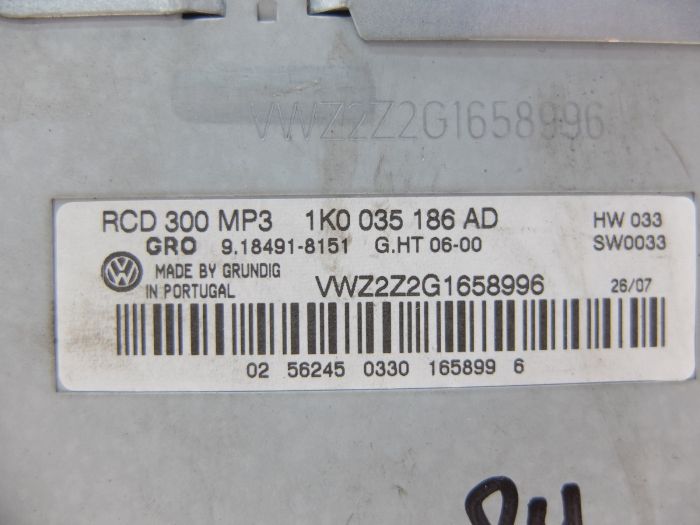 VWZ2Z2G1658996
RCD 300 MP3 1K0 035 186 AD HW 033
GRO 9.18491-8151 G.HT 06-00 SW0033
MADE BY GRUNDIG
IN PORTUGAL VWZ2Z2G1658996 26/07
02 56245 0330 165899 6